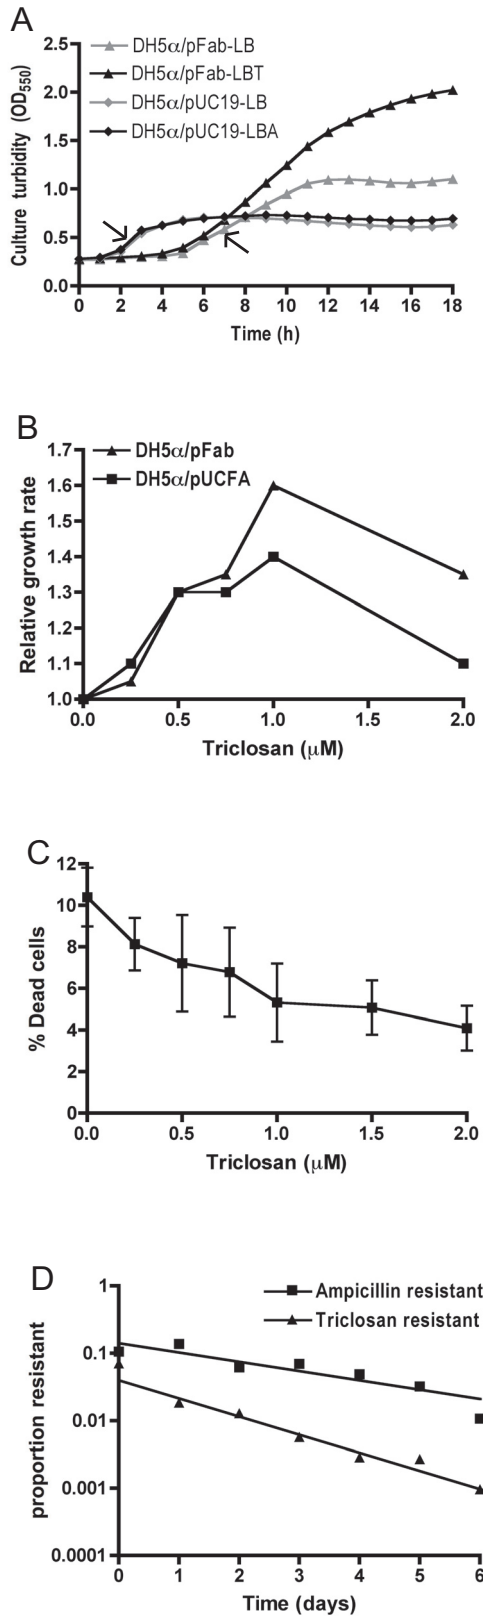 A
2.5
2.0
1.5
1.0
0.5
0.0
Culture turbidity (OD550)
DH5α/pFab-LB
DH5α/pFab-LBT
DH5α/pUC19-LB
DH5α/pUC19-LBA
0 2 4 6 8 10 12 14 16 18
Time (h)
B
1.7
1.6
1.5
1.4
1.3
1.2
1.1
1.0
Relative growth rate
DH5α/pFab
DH5α/pUCFA
0.0 0.5 1.0 1.5 2.0
Triclosan (μM)
C
12
10
8
6
4
2
0
% Dead cells
0.0 0.5 1.0 1.5 2.0
Triclosan (μM)
D
1
0.1
0.01
0.001
0.0001
proportion resistant
Ampicillin resistant
Triclosan resistant
0 1 2 3 4 5 6
Time (days)